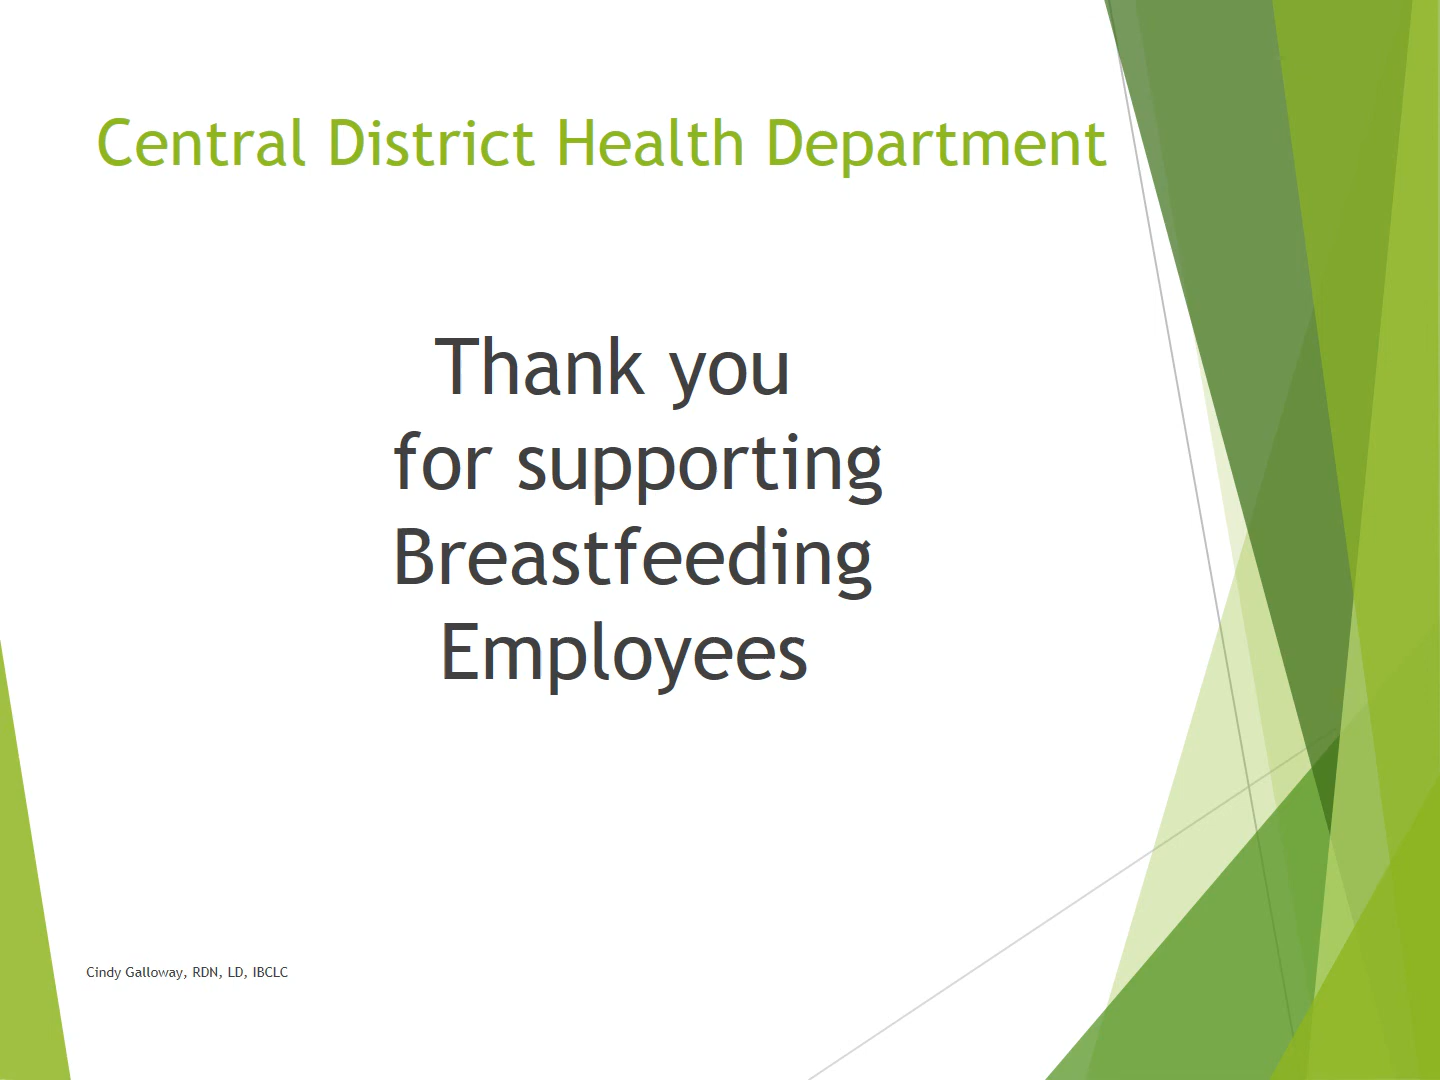 Central District Health Department
Thank you
for supporting
Breastfeeding
Employees
Cindy Galloway, RDN, LD, IBCLC